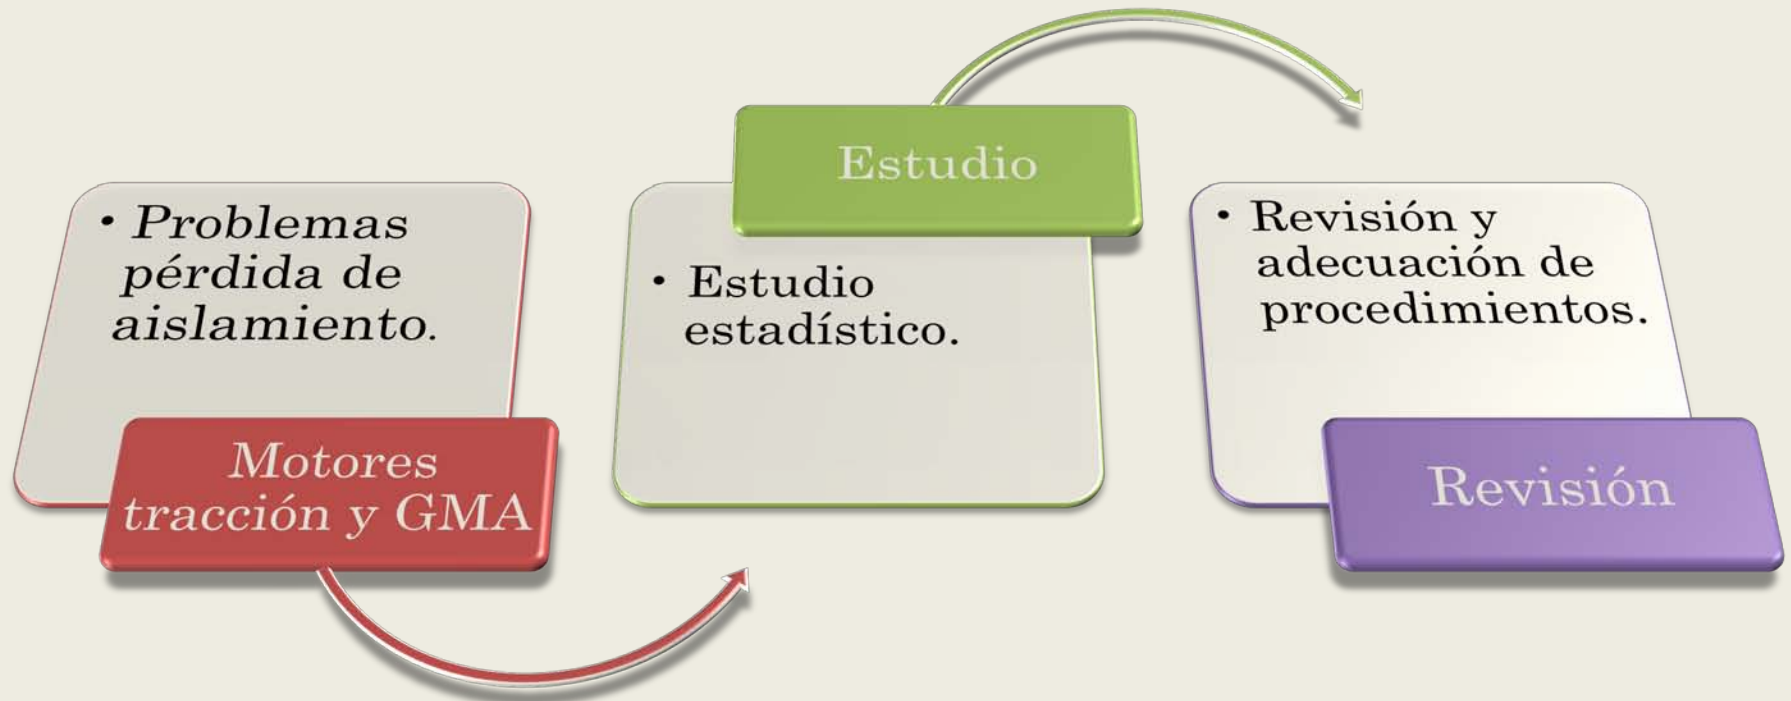 • Problemas
pérdida de
aislamiento.
Motores
tracción y GMA
Estudio
• Estudio
estadístico.
• Revisión y
adecuación de
procedimientos.
Revisión